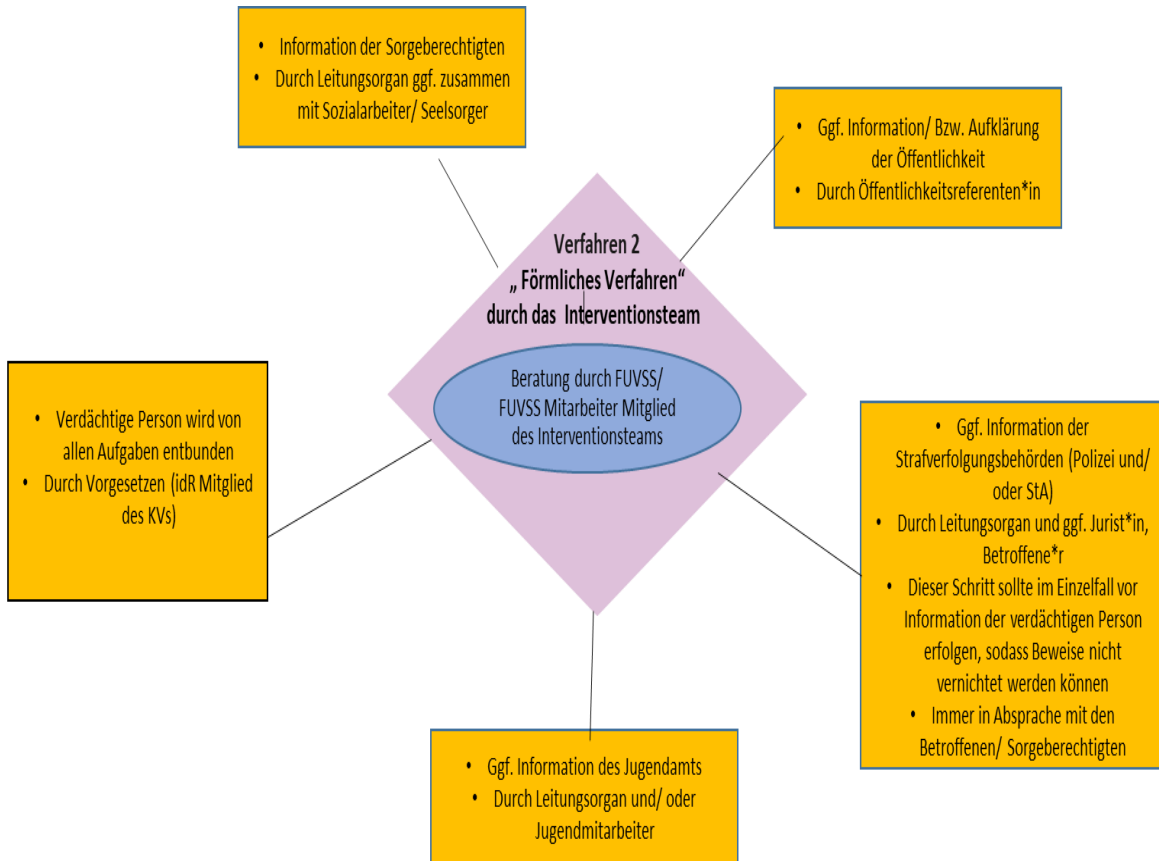 • Information der Sorgeberechtigten
• Durch Leitungsorgan ggf. zusammen
mit Sozialarbeiter/ Seelsorger
• Ggf. Information/ Bzw. Aufklärung
der Öffentlichkeit
• Durch Öffentlichkeitsreferenten*in
Verfahren 2
„ Förmliches Verfahren“
durch das Interventionsteam
Beratung durch FUVSS/
FUVSS Mitarbeiter Mitglied
des Interventionsteams
• Verdächtige Person wird von
allen Aufgaben entbunden
• Durch Vorgesetzen (idR Mitglied
des KVs)
• Ggf. Information der
Strafverfolgungsbehörden (Polizei und/
oder StA)
• Durch Leitungsorgan und ggf. Jurist*in,
Betroffene*r
• Dieser Schritt sollte im Einzelfall vor
Information der verdächtigen Person
erfolgen, sodass Beweise nicht
vernichtet werden können
• Immer in Absprache mit den
Betroffenen/ Sorgeberechtigten
• Ggf. Information des Jugendamts
• Durch Leitungsorgan und/ oder
Jugendmitarbeiter